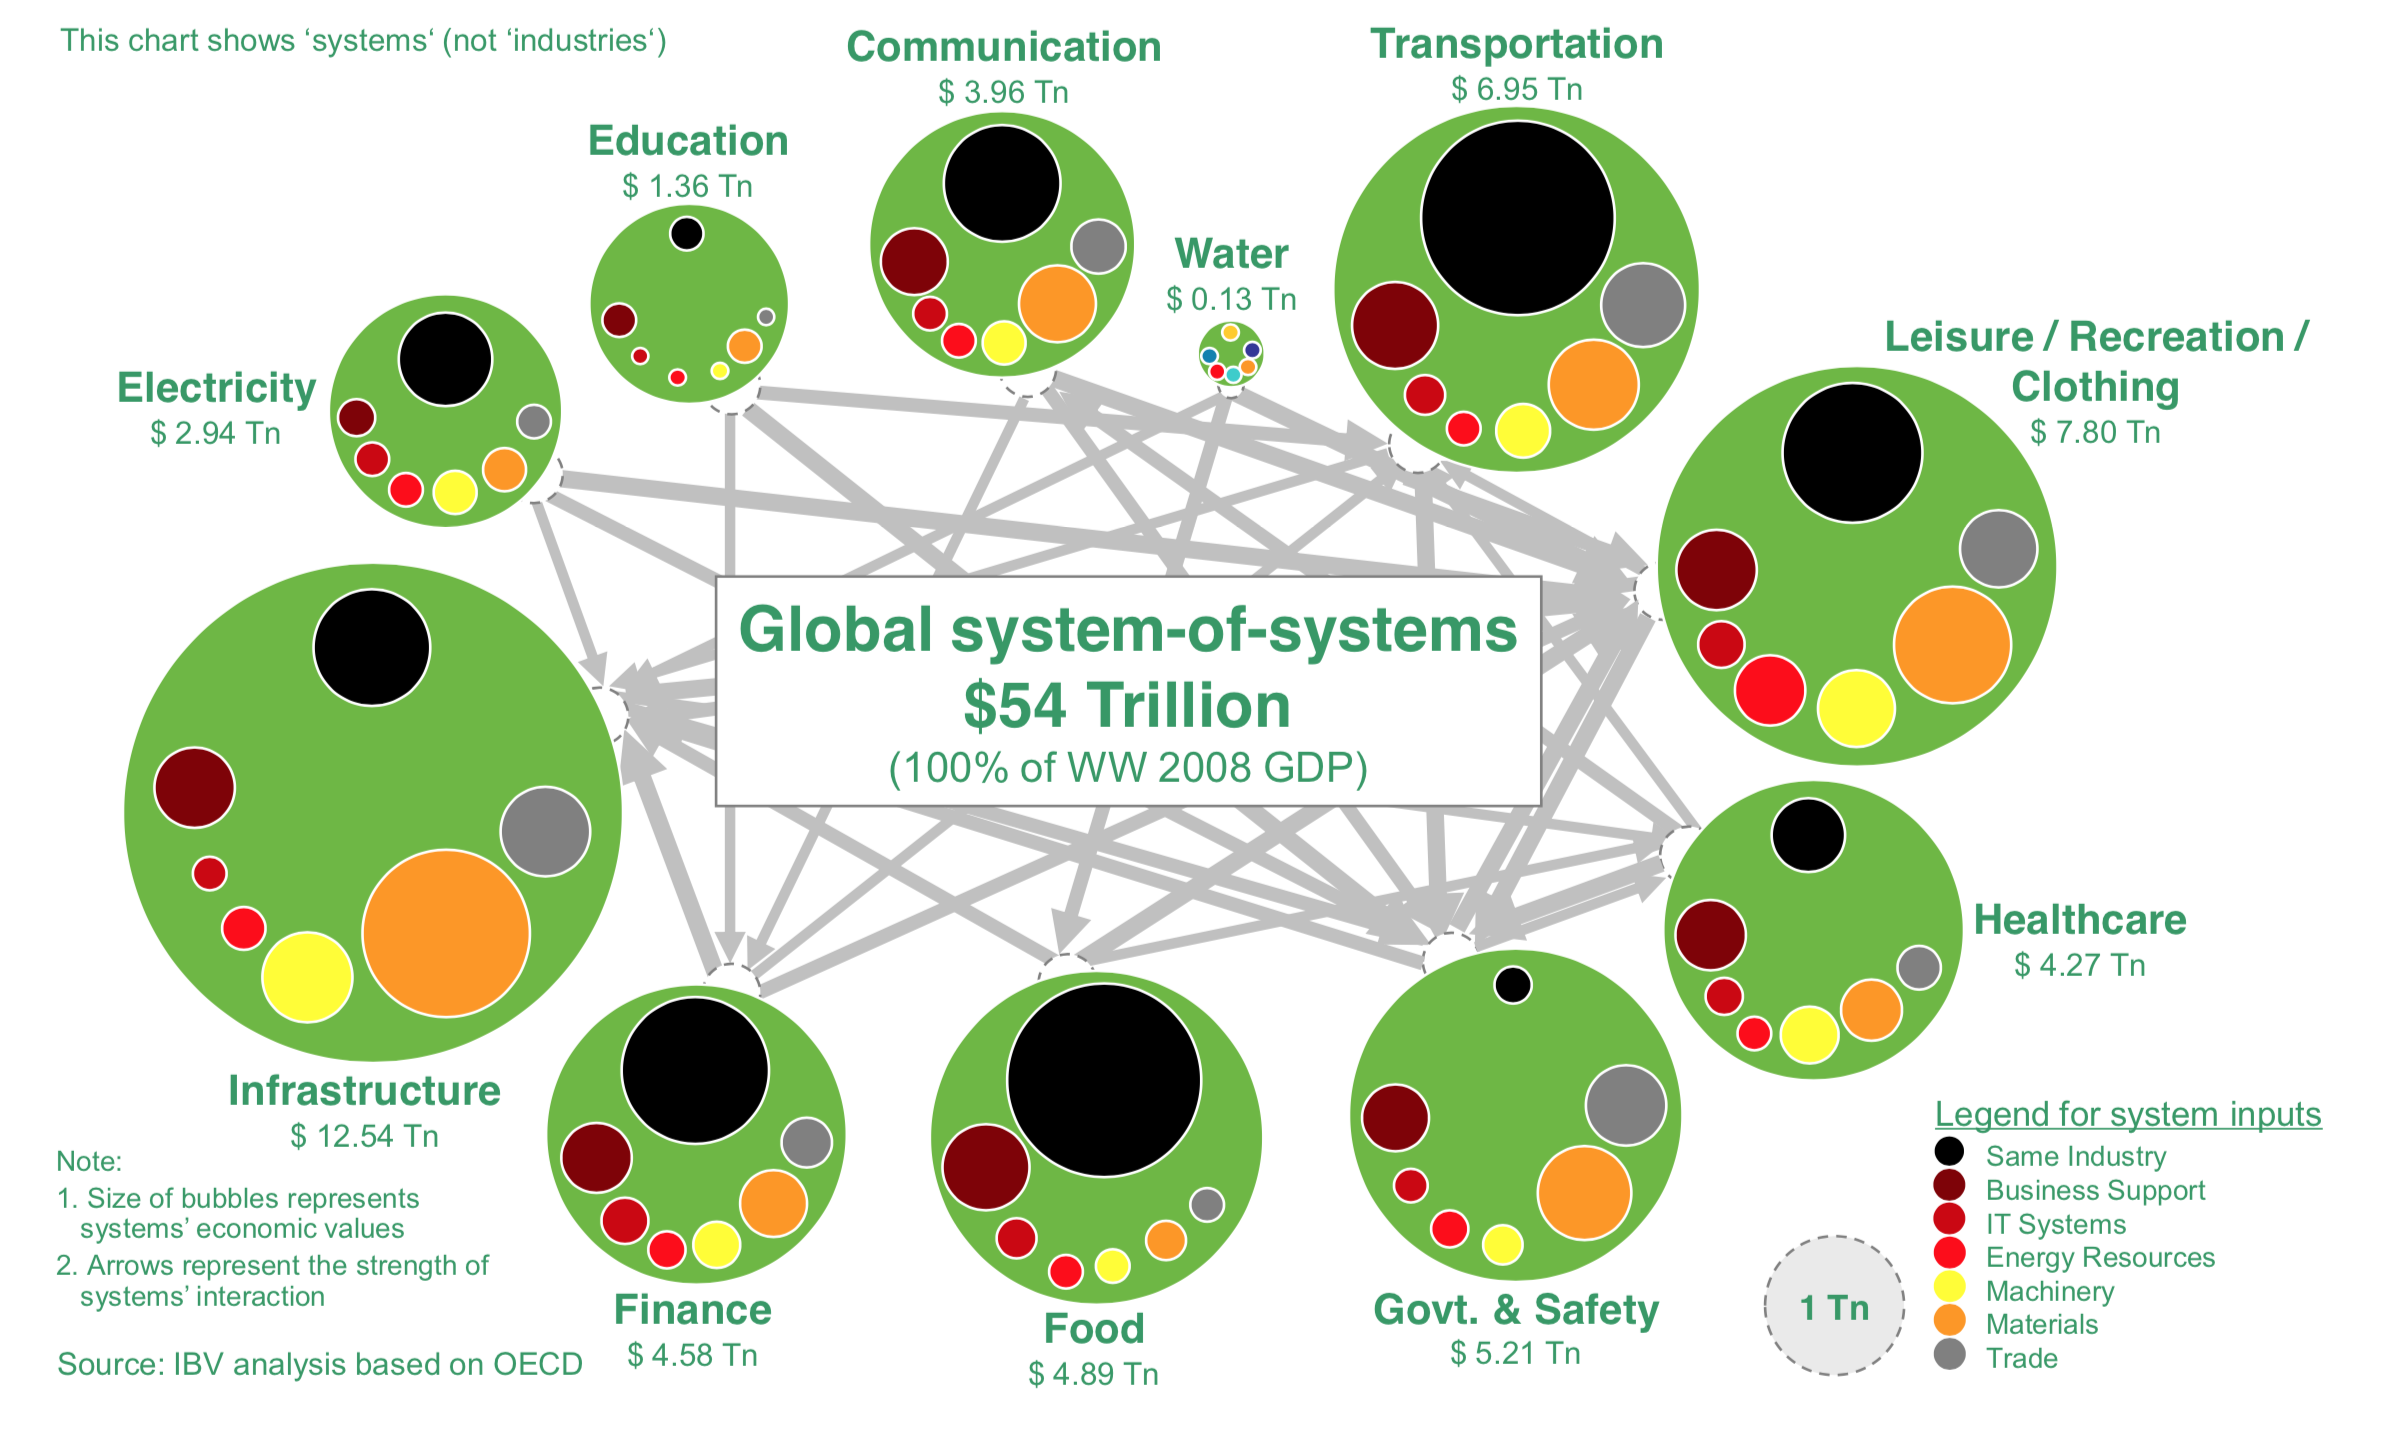 This chart shows ‘systems‘ (not ‘industries‘)
Communication
$ 3.96 Tn
Transportation
$ 6.95 Tn
Education
$ 1.36 Tn
Water
$ 0.13 Tn
Leisure / Recreation /
Clothing
$ 7.80 Tn
Electricity
$ 2.94 Tn
Global system-of-systems
$54 Trillion
(100% of WW 2008 GDP)
Healthcare
$ 4.27 Tn
Infrastructure
$ 12.54 Tn
Finance
$ 4.58 Tn
Food
$ 4.89 Tn
Govt. & Safety
$ 5.21 Tn
Note:
1. Size of bubbles represents
systems’ economic values
2. Arrows represent the strength of
systems’ interaction
Source: IBV analysis based on OECD
1 Tn
Legend for system inputs
Same Industry
Business Support
IT Systems
Energy Resources
Machinery
Materials
Trade